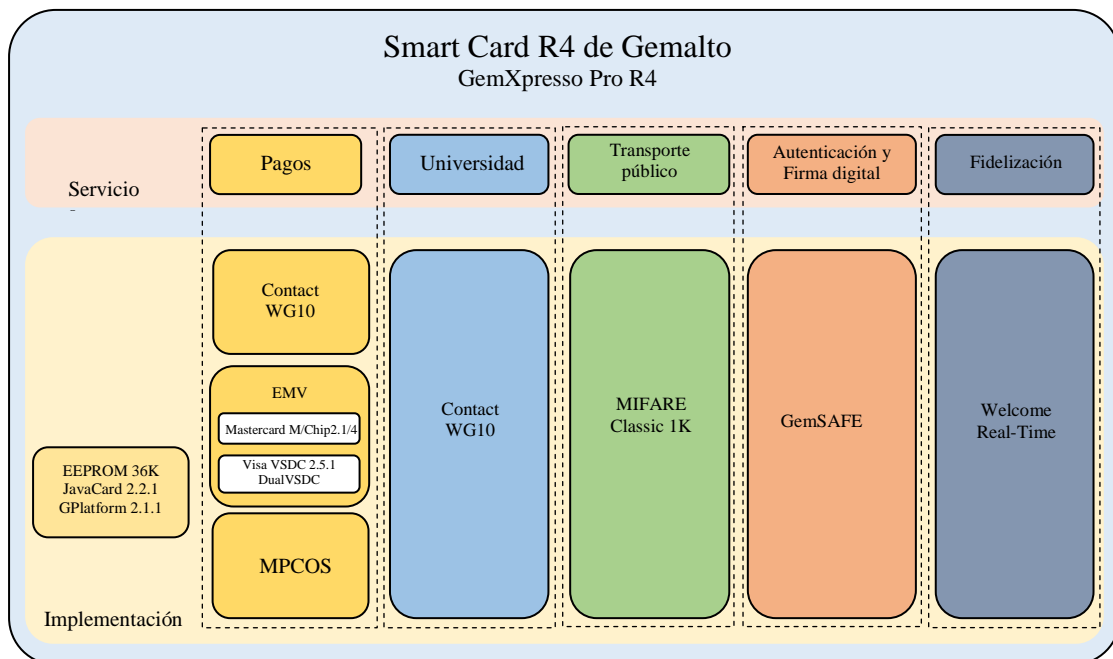 Smart Card R4 de Gemalto
GemXpresso Pro R4
Servicio
Pagos
Universidad
Transporte
público
Autenticación y
Firma digital
Fidelización
Implementación
EEPROM 36K
JavaCard 2.2.1
GPlatform 2.1.1
Contact
WG10
EMV
Mastercard M/Chip2.1/4
Visa VSDC 2.5.1
DualVSDC
MPCOS
Contact
WG10
MIFARE
Classic 1K
GemSAFE
Welcome
Real-Time